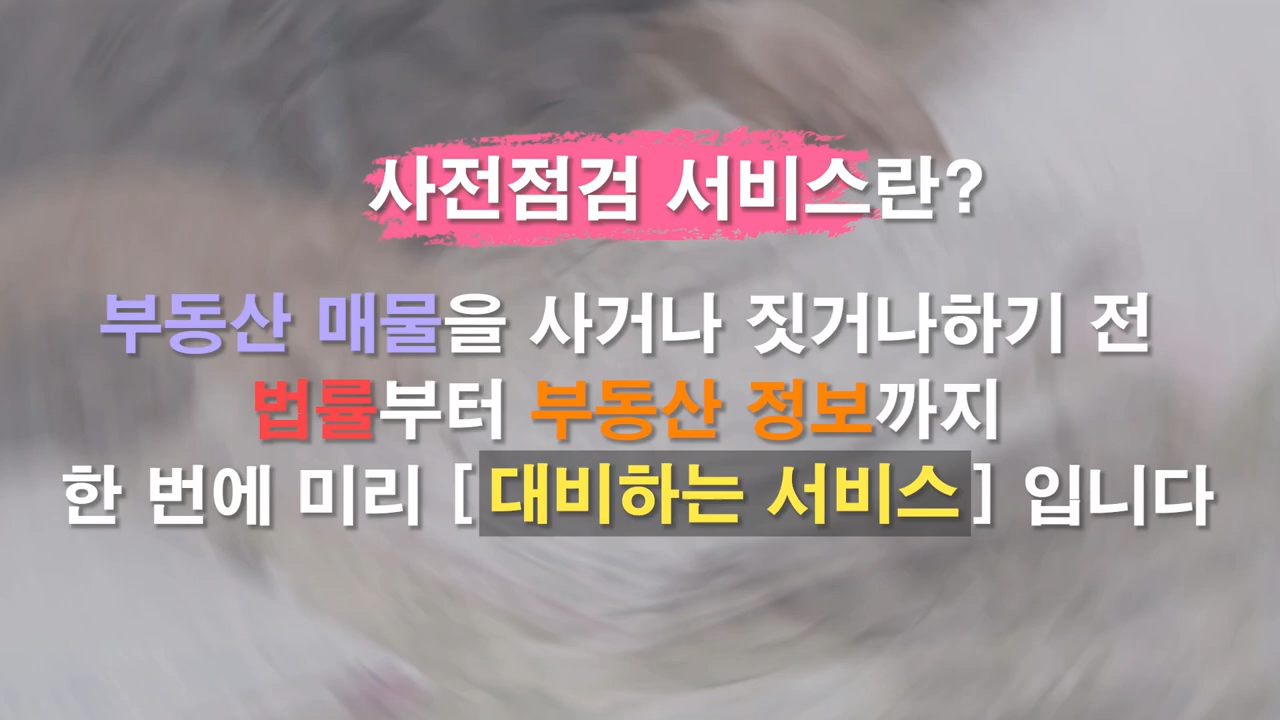 사전점검 서비스란?
부동산 매물을 사거나 짓거나하기 전
법률부터 부동산 정보까지
한 번에 미리 [대비하는 서비스] 입니다